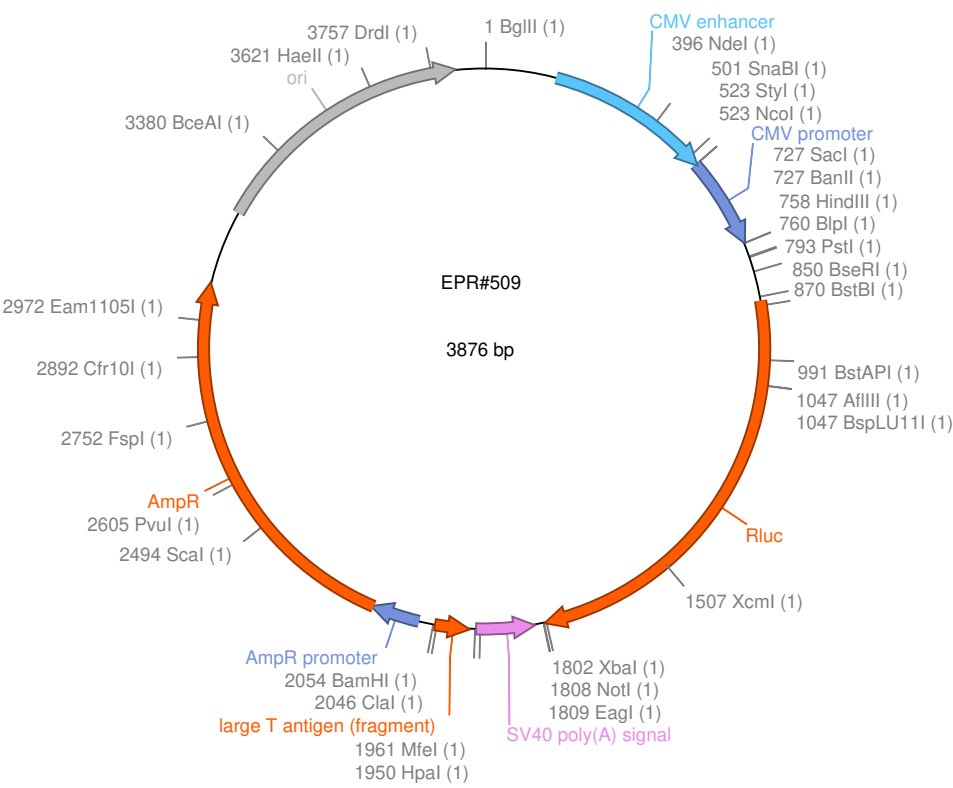 1 BglII (1)
CMV enhancer
396 NdeI (1)
501 SnaBI (1)
523 StyI (1)
523 NcoI (1)
CMV promoter
727 SacI (1)
727 BanII (1)
758 HindIII (1)
760 BlpI (1)
793 PstI (1)
850 BseRI (1)
870 BstBI (1)
991 BstAPI (1)
1047 AflIII (1)
1047 BspLU11I (1)
Rluc
1507 XcmI (1)
1802 XbaI (1)
1808 NotI (1)
1809 EagI (1)
SV40 poly(A) signal
AmpR promoter
2054 BamHI (1)
2046 ClaI (1)
large T antigen (fragment)
1961 MfeI (1)
1950 HpaI (1)
2494 ScaI (1)
2605 PvuI (1)
AmpR
2752 FspI (1)
2892 Cfr10I (1)
2972 Eam1105I (1)
3380 BceAI (1)
ori
3621 HaeII (1)
3757 DrdI (1)
EPR#509
3876 bp